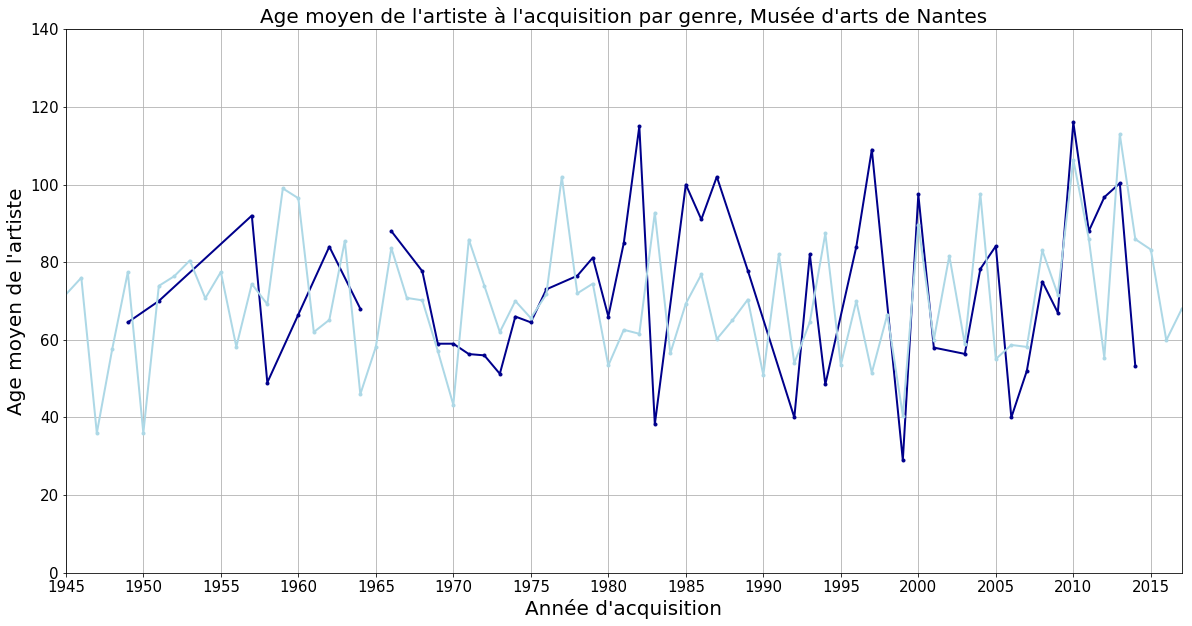 Age moyen de l'artiste à l'acquisition par genre, Musée d'arts de Nantes
140
120
100
80
60
40
20
0
Age moyen de l'artiste
1945 1950 1955 1960 1965 1970 1975 1980 1985 1990 1995 2000 2005 2010 2015
Année d'acquisition